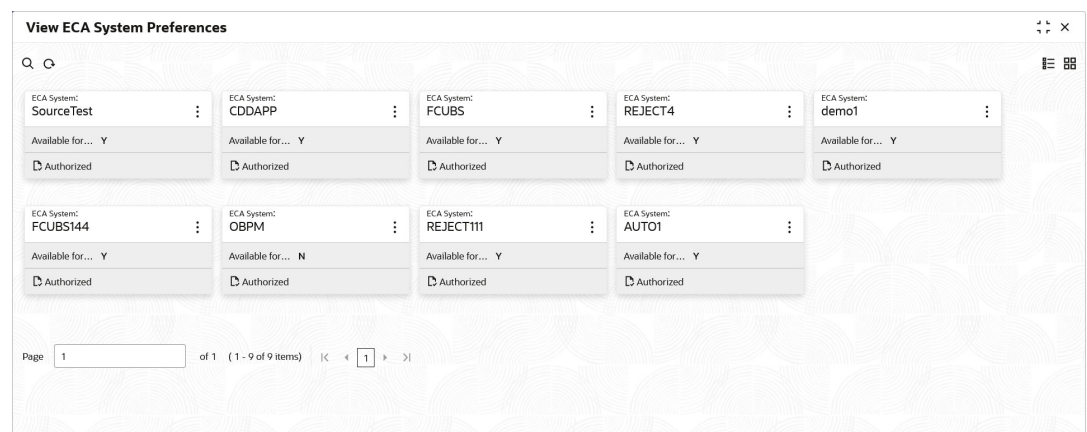 View ECA System Preferences
ECA System: ECA System: ECA System: ECA System: ECA System:
SourceTest CDDAPP FCUBS REJECT4 demo1
Available for... Y Available for... Y Available for... Y Available for... Y Available for... Y
Authorized Authorized Authorized Authorized Authorized
ECA System: ECA System: ECA System: ECA System:
FCUBS144 OBPM REJECT111 AUTO1
Available for... Y Available for... N Available for... Y Available for... Y
Authorized Authorized Authorized Authorized
Page 1 of 1 (1 - 9 of 9 items) 1